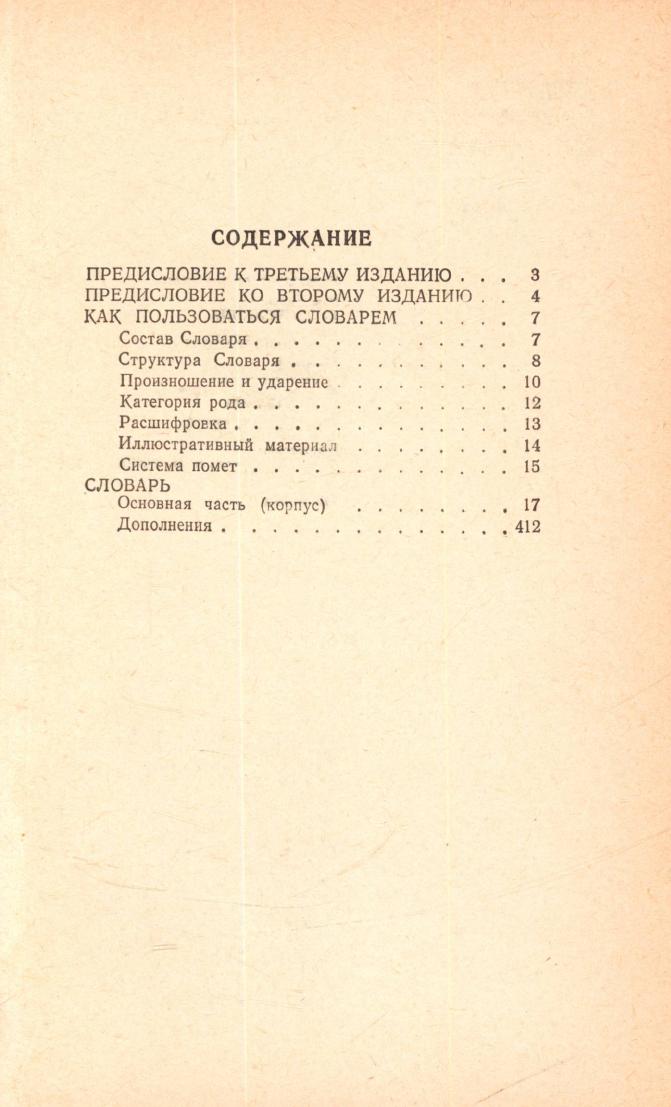 СОДЕРЖАНИЕ
ПРЕДИСЛОВИЕ К ТРЕТЬЕМУ ИЗДАНИЮ . . . 3
ПРЕДИСЛОВИЕ КО ВТОРОМУ ИЗДАНИЮ . . 4
КАК ПОЛЬЗОВАТЬСЯ СЛОВАРЕМ . . . . . 7
Состав Словаря . . . . . . . . . . . . 7
Структура Словаря . . . . . . . . . . 8
Произношение и ударение . . . . . . . . 10
Категория рода . . . . . . . . . . . . 12
Расшифровка . . . . . . . . . . . . . 13
Иллюстративный материал . . . . . . . 14
Система помет . . . . . . . . . . . . 15
СЛОВАРЬ
Основная часть (корпус) . . . . . . . 17
Дополнения . . . . . . . . . . . . . . 412